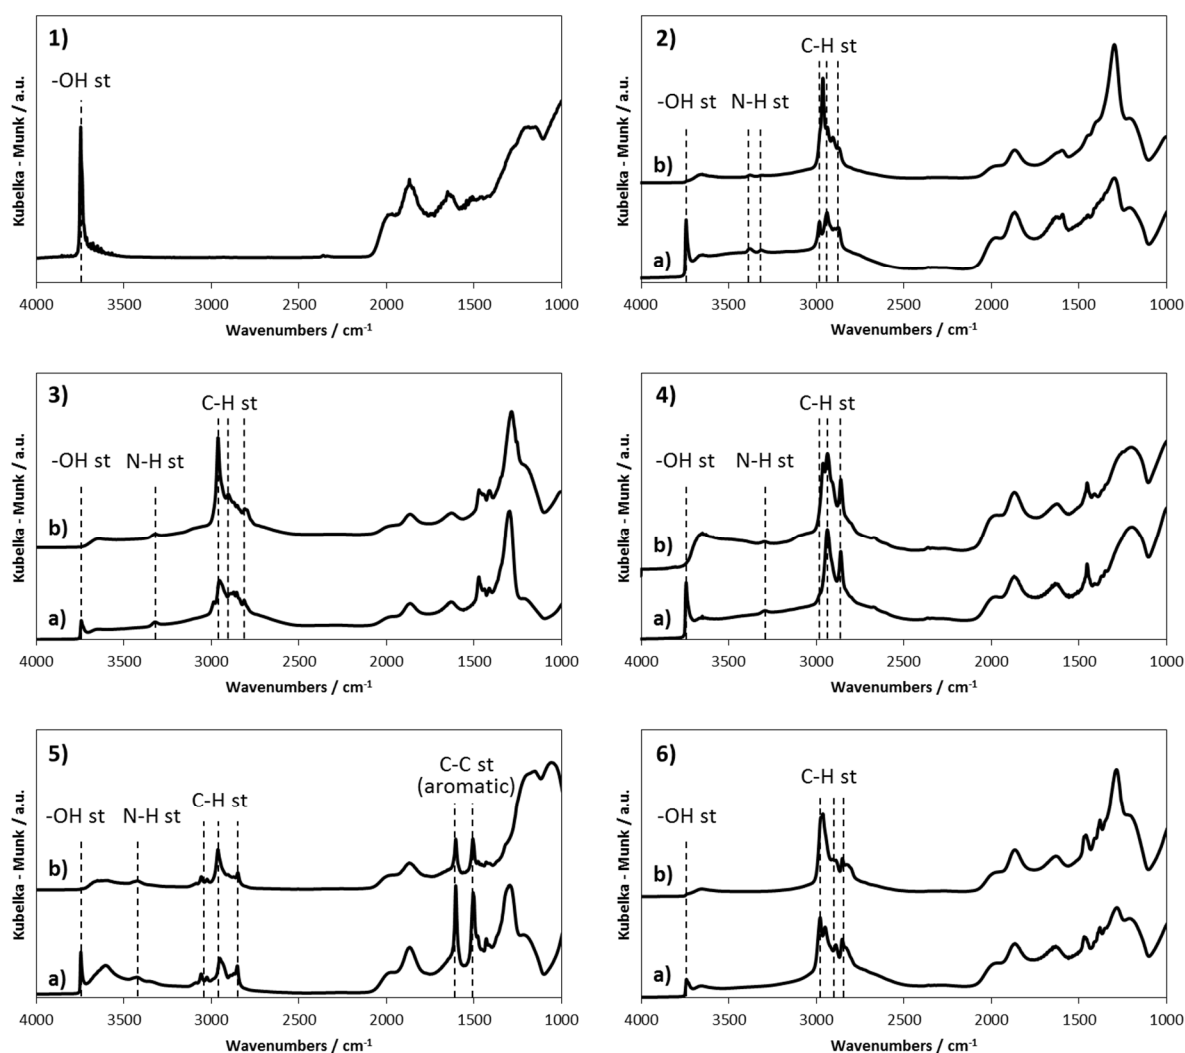 1)
-OH st
Kubelka - Munk / a.u.
4000 3500 3000 2500 2000 1500 1000
Wavenumbers / cm-1
2)
C-H st
-OH st N-H st
b)
a)
Kubelka - Munk / a.u.
4000 3500 3000 2500 2000 1500 1000
Wavenumbers / cm-1
3)
C-H st
-OH st N-H st
b)
a)
Kubelka - Munk / a.u.
4000 3500 3000 2500 2000 1500 1000
Wavenumbers / cm-1
4)
C-H st
-OH st N-H st
b)
a)
Kubelka - Munk / a.u.
4000 3500 3000 2500 2000 1500 1000
Wavenumbers / cm-1
5)
C-C st
(aromatic)
-OH st N-H st C-H st
b)
a)
Kubelka - Munk / a.u.
4000 3500 3000 2500 2000 1500 1000
Wavenumbers / cm-1
6)
C-H st
-OH st
b)
a)
Kubelka - Munk / a.u.
4000 3500 3000 2500 2000 1500 1000
Wavenumbers / cm-1